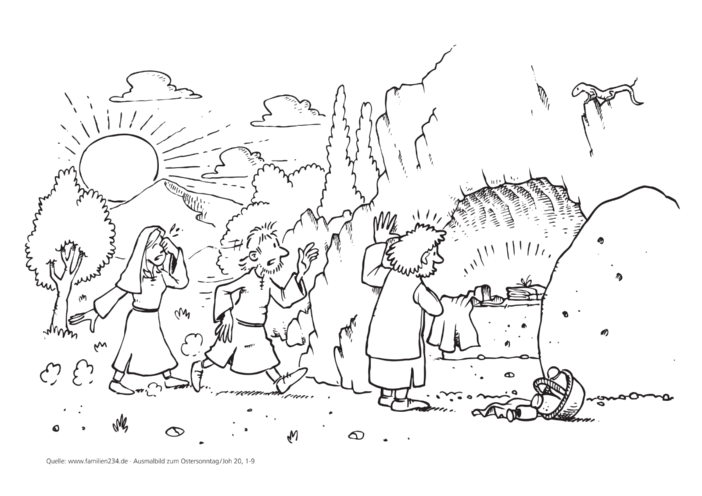 Quelle: www.familien234.de · Ausmalbild zum Ostersonntag/Joh 20, 1-9